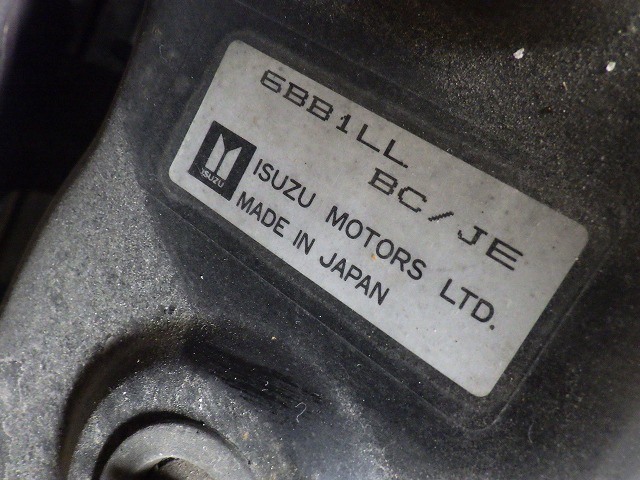 6BB1LL
BC/JE
ISUZU
ISUZU MOTORS LTD.
MADE IN JAPAN